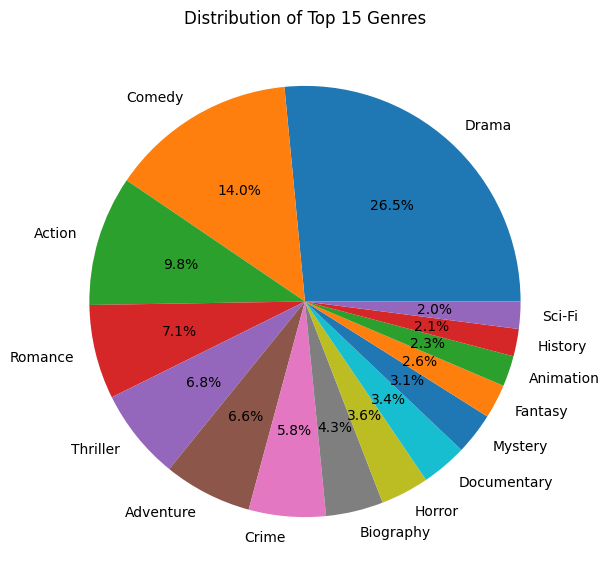 Distribution of Top 15 Genres
Drama
26.5%
Comedy
14.0%
Action
9.8%
Romance
7.1%
Thriller
6.8%
Adventure
6.6%
Crime
5.8%
Biography
4.3%
Horror
3.6%
Documentary
3.4%
Mystery
3.1%
Fantasy
2.6%
Animation
2.3%
History
2.1%
Sci-Fi
2.0%